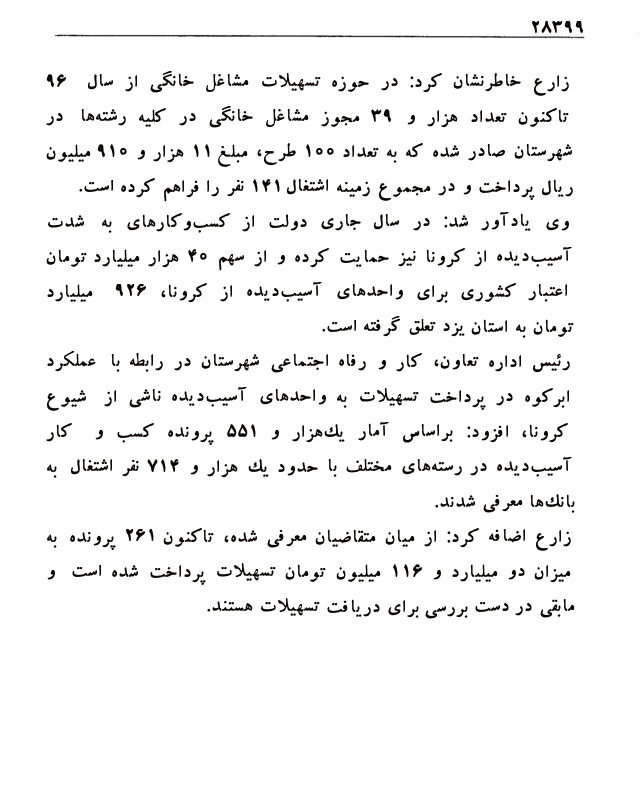 ۲۸۳۹۹
زارع خاطرنشان کرد: در حوزه تسهیلات مشاغل خانگی از سال ۹۶
تاکنون تعداد هزار و ۳۹ مجوز مشاغل خانگی در کلیه رشته‌ها در
شهرستان صادر شده که به تعداد ۱۰۰ طرح، مبلغ ۱۱ هزار و ۹۱۰ میلیون
ریال پرداخت و در مجموع زمینه اشتغال ۱۴۱ نفر را فراهم کرده است.
وی یادآور شد: در سال جاری دولت از کسب‌وکارهای به شدت
آسیب‌دیده از کرونا نیز حمایت کرده و از سهم ۴۰ هزار میلیارد تومان
اعتبار کشوری برای واحدهای آسیب‌دیده از کرونا، ۹۲۶ میلیارد
تومان به استان یزد تعلق گرفته است.
رئیس اداره تعاون، کار و رفاه اجتماعی شهرستان در رابطه با عملکرد
ابرکوه در پرداخت تسهیلات به واحدهای آسیب‌دیده ناشی از شیوع
کرونا، افزود: براساس آمار یك‌هزار و ۵۵۱ پرونده کسب و کار
آسیب‌دیده در رسته‌های مختلف با حدود یك هزار و ۷۱۴ نفر اشتغال به
بانك‌ها معرفی شدند.
زارع اضافه کرد: از میان متقاضیان معرفی شده، تاکنون ۲۶۱ پرونده به
میزان دو میلیارد و ۱۱۶ میلیون تومان تسهیلات پرداخت شده است و
مابقی در دست بررسی برای دریافت تسهیلات هستند.